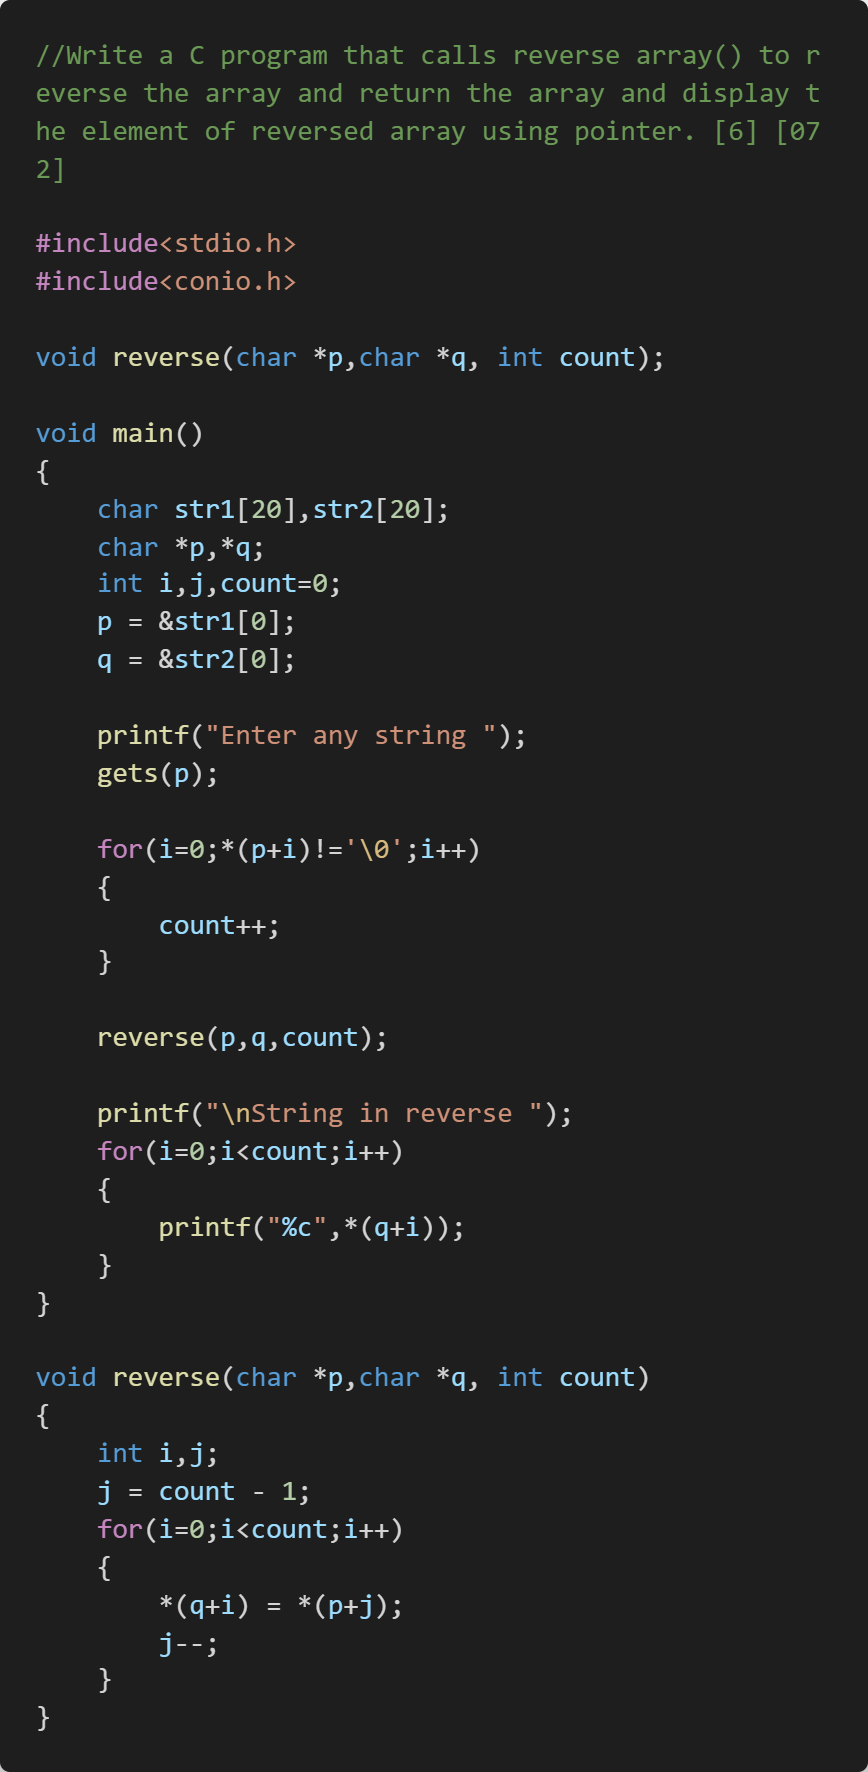 //Write a C program that calls reverse array() to r
everse the array and return the array and display t
he element of reversed array using pointer. [6] [07
2]

#include<stdio.h>
#include<conio.h>

void reverse(char *p,char *q, int count);

void main()
{
    char str1[20],str2[20];
    char *p,*q;
    int i,j,count=0;
    p = &str1[0];
    q = &str2[0];

    printf("Enter any string ");
    gets(p);

    for(i=0;*(p+i)!='\0';i++)
    {
        count++;
    }

    reverse(p,q,count);

    printf("\nString in reverse ");
    for(i=0;i<count;i++)
    {
        printf("%c",*(q+i));
    }
}

void reverse(char *p,char *q, int count)
{
    int i,j;
    j = count - 1;
    for(i=0;i<count;i++)
    {
        *(q+i) = *(p+j);
        j--;
    }
}